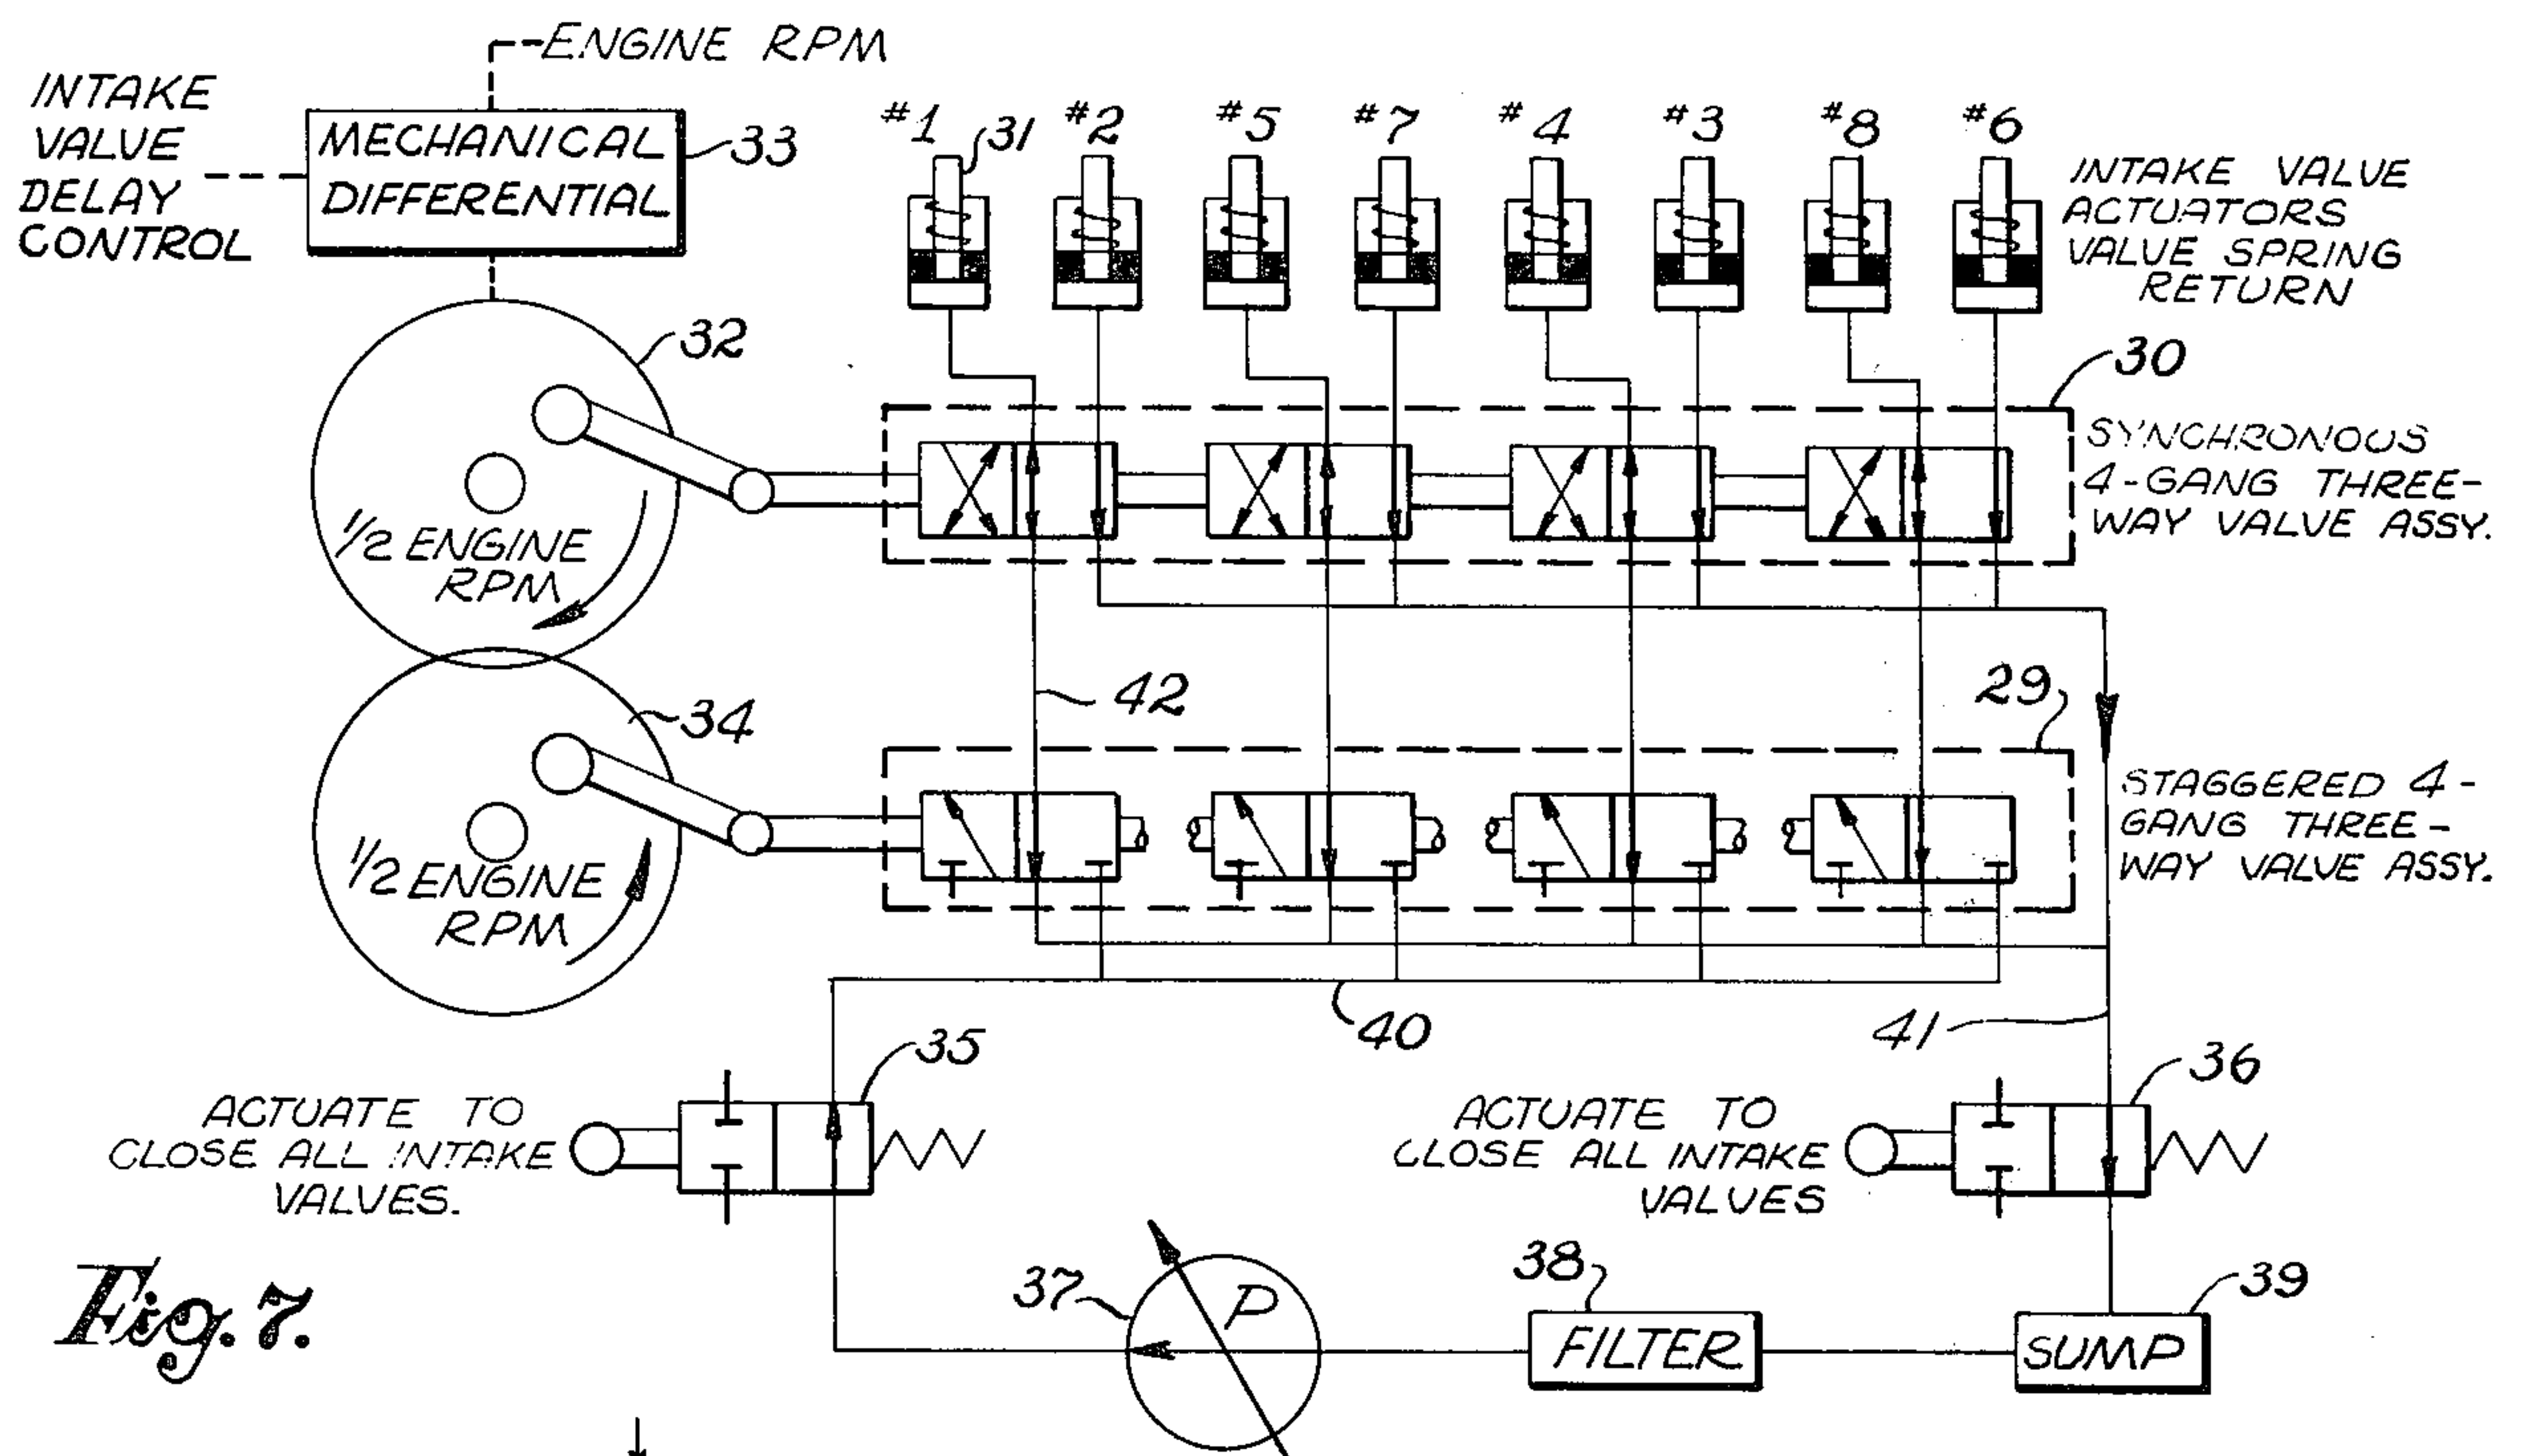 ENGINE RPM
INTAKE
VALVE
DELAY
CONTROL
MECHANICAL
DIFFERENTIAL
33
#1
31
#2
#5
#7
#4
#3
#8
#6
INTAKE VALVE
ACTUATORS
VALVE SPRING
RETURN
32
1/2 ENGINE
RPM
30
SYNCHRONOUS
4-GANG THREE-
WAY VALVE ASSY.
42
29
34
1/2 ENGINE
RPM
STAGGERED 4-
GANG THREE-
WAY VALVE ASSY.
40
41
35
36
ACTUATE TO
CLOSE ALL INTAKE
VALVES.
ACTUATE TO
CLOSE ALL INTAKE
VALVES
37
P
38
FILTER
39
SUMP
Fig. 7.